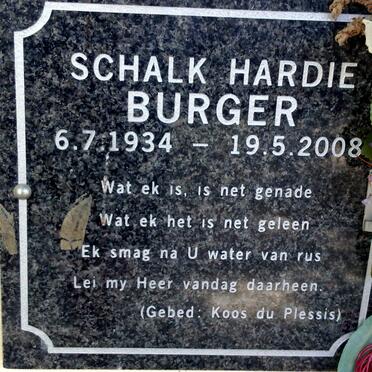 SCHALK HARDIE
BURGER
6.7.1934 – 19.5.2008
Wat ek is, is net genade
Wat ek het is net geleen
Ek smag na U water van rus
Lei my Heer vandag daarheen.
(Gebed: Koos du Plessis)